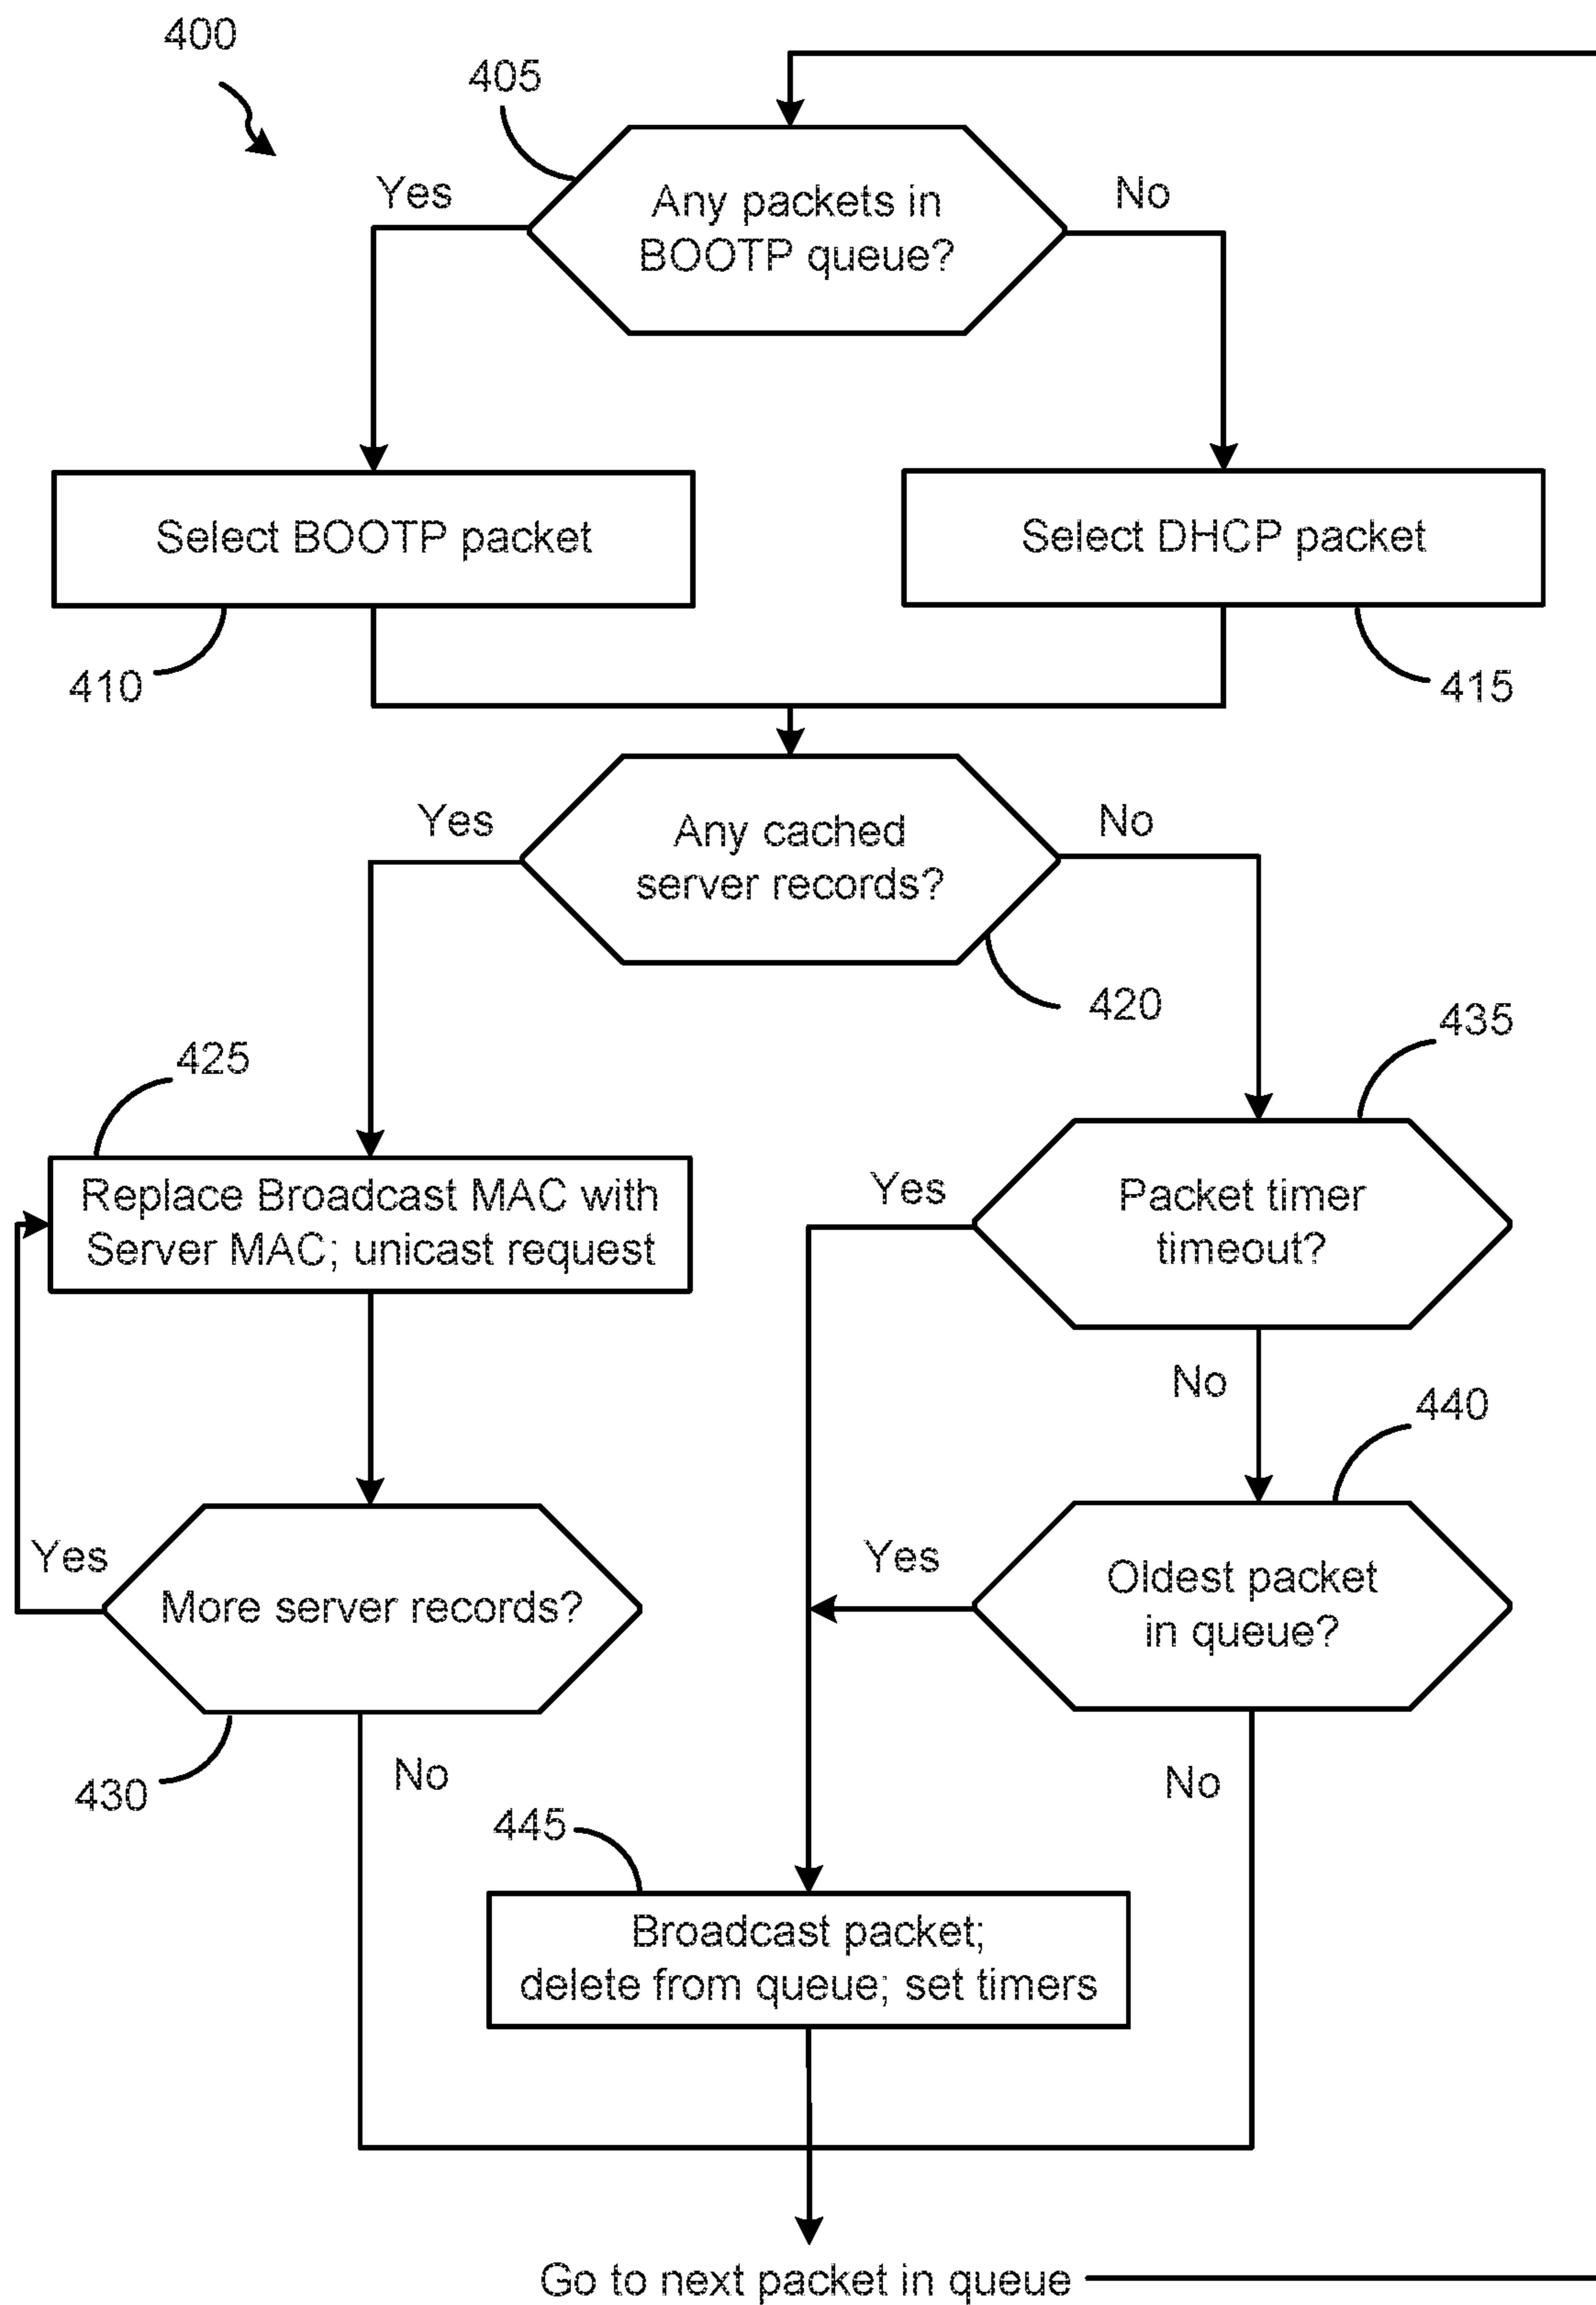 400
405
Yes
Any packets in
BOOTP queue?
No
Select BOOTP packet
Select DHCP packet
410
415
Yes
Any cached
server records?
No
420
435
425
Replace Broadcast MAC with
Server MAC; unicast request
Yes
Packet timer
timeout?
No
440
Yes
More server records?
Yes
Oldest packet
in queue?
430
No
No
445
Broadcast packet;
delete from queue; set timers
Go to next packet in queue